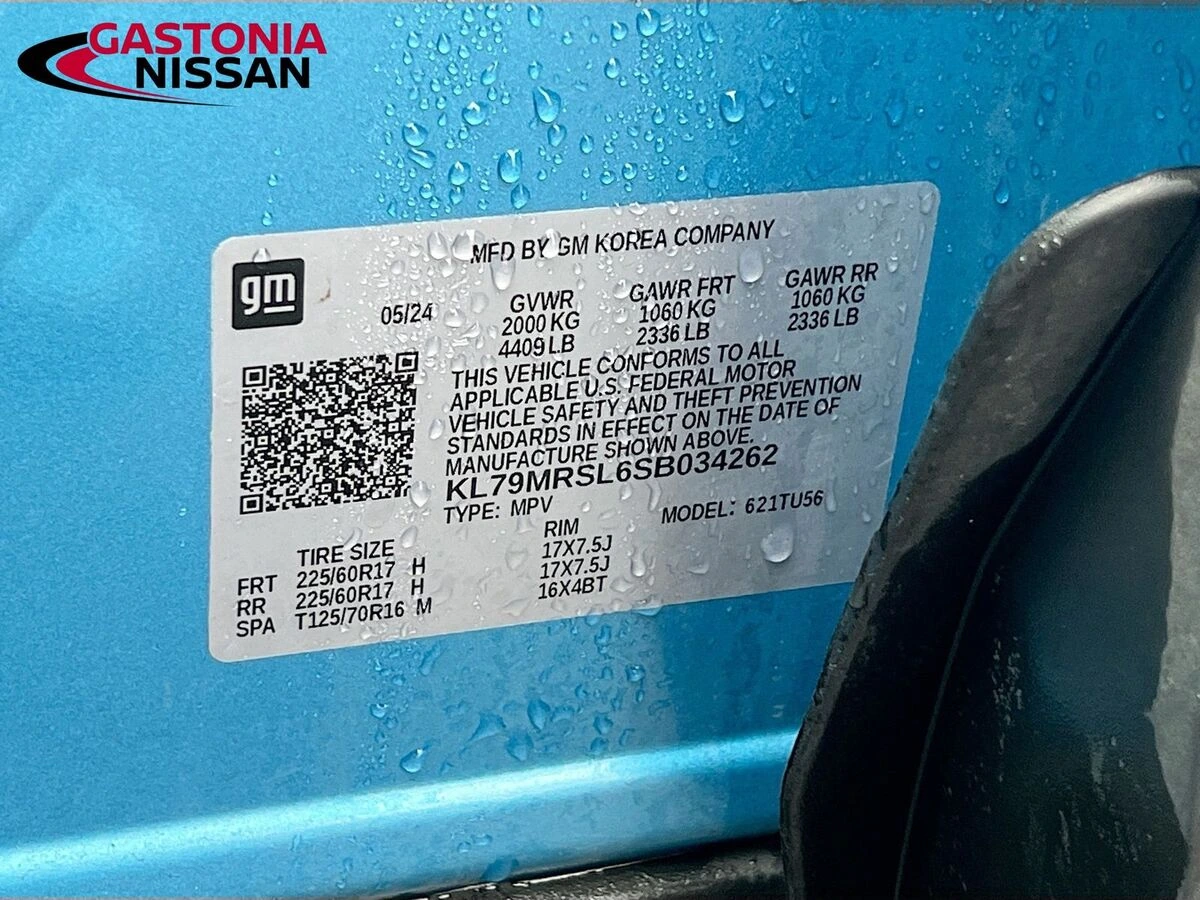 GASTONIA
NISSAN
MFD BY GM KOREA COMPANY
gm
05/24
GVWR GAWR FRT GAWR RR
2000 KG 1060 KG 1060 KG
4409 LB 2336 LB 2336 LB
THIS VEHICLE CONFORMS TO ALL
APPLICABLE U.S. FEDERAL MOTOR
VEHICLE SAFETY AND THEFT PREVENTION
STANDARDS IN EFFECT ON THE DATE OF
MANUFACTURE SHOWN ABOVE.
KL79MRSL6SB034262
TYPE: MPV MODEL: 621TU56
TIRE SIZE RIM
FRT 225/60R17 H 17X7.5J
RR 225/60R17 H 17X7.5J
SPA T125/70R16 M 16X4BT